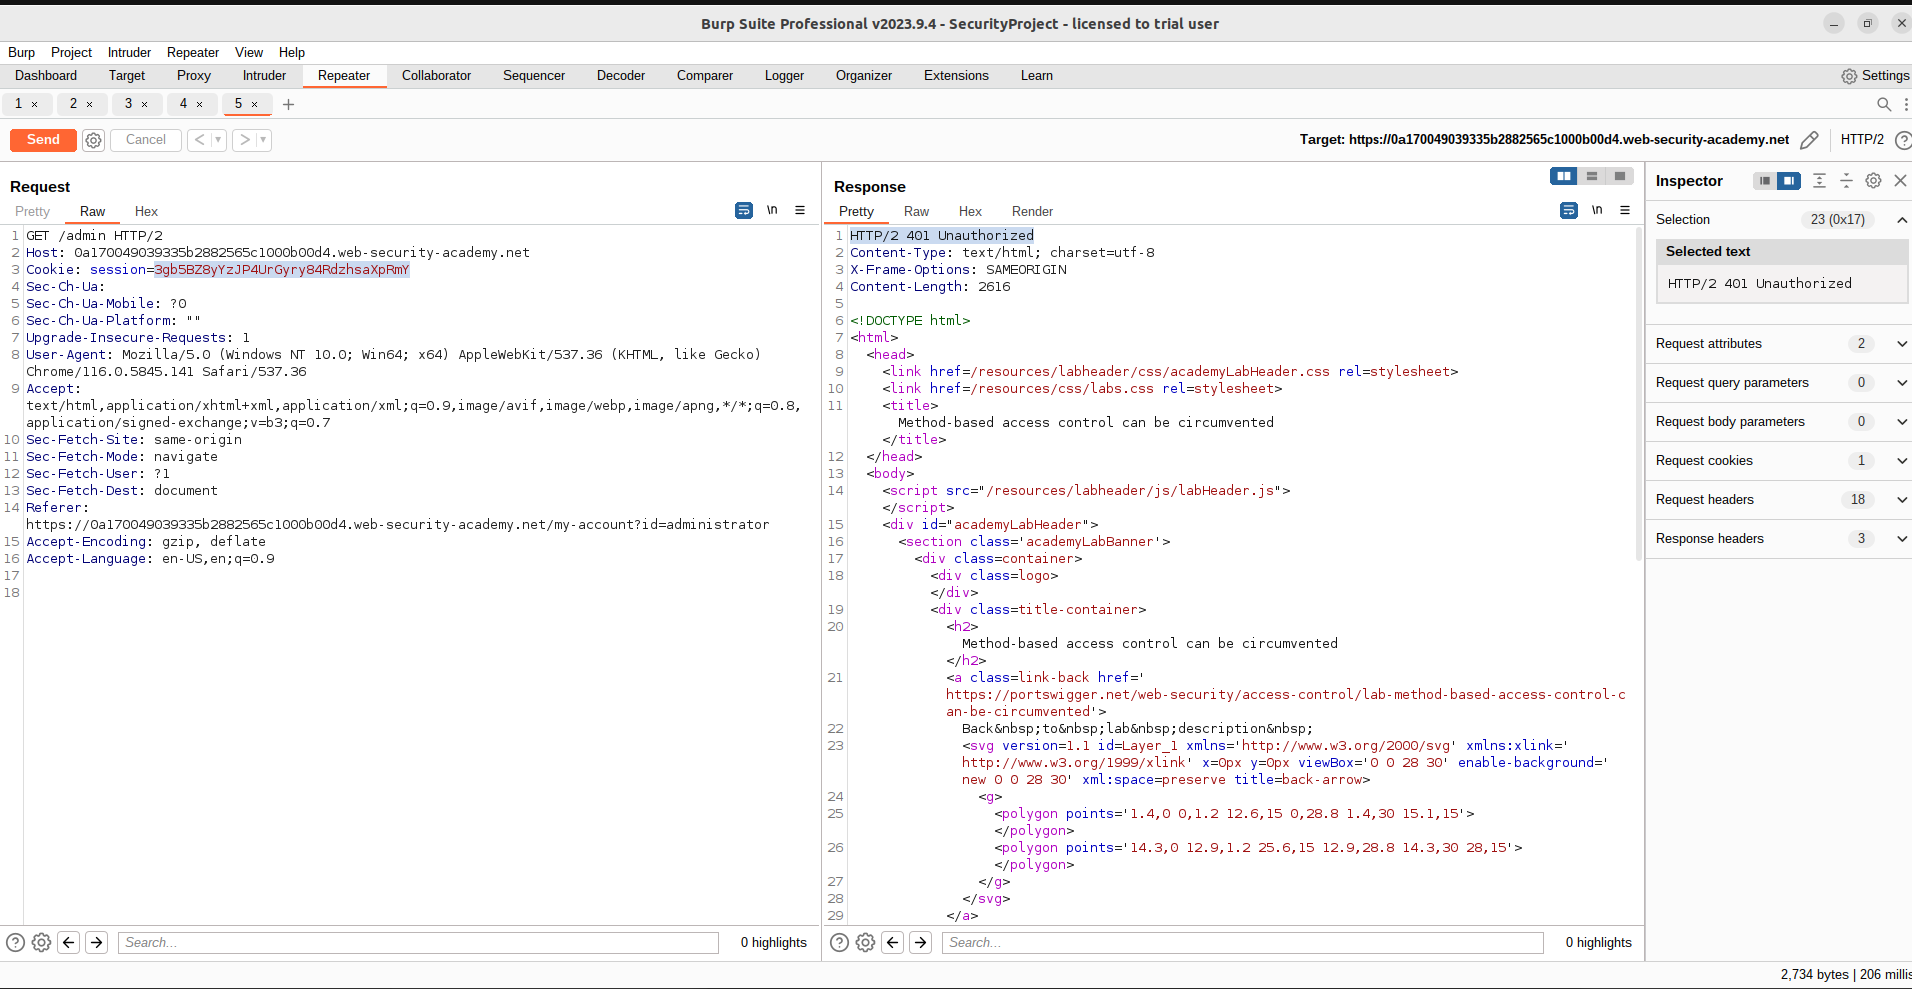 Burp Suite Professional v2023.9.4 - SecurityProject - licensed to trial user
Burp Project Intruder Repeater View Help
Dashboard Target Proxy Intruder Repeater Collaborator Sequencer Decoder Comparer Logger Organizer Extensions Learn Settings
1 × 2 × 3 × 4 × 5 × +
Send Cancel < > Target: https://0a170049039335b2882565c1000b00d4.web-security-academy.net HTTP/2 ?
Request
Pretty Raw Hex \n
1 GET /admin HTTP/2
2 Host: 0a170049039335b2882565c1000b00d4.web-security-academy.net
3 Cookie: session=3gb5BZ8yYzJP4UrGyry84RdzhsaXpRmY
4 Sec-Ch-Ua:
5 Sec-Ch-Ua-Mobile: ?0
6 Sec-Ch-Ua-Platform: ""
7 Upgrade-Insecure-Requests: 1
8 User-Agent: Mozilla/5.0 (Windows NT 10.0; Win64; x64) AppleWebKit/537.36 (KHTML, like Gecko)
Chrome/116.0.5845.141 Safari/537.36
9 Accept:
text/html,application/xhtml+xml,application/xml;q=0.9,image/avif,image/webp,image/apng,*/*;q=0.8,
application/signed-exchange;v=b3;q=0.7
10 Sec-Fetch-Site: same-origin
11 Sec-Fetch-Mode: navigate
12 Sec-Fetch-User: ?1
13 Sec-Fetch-Dest: document
14 Referer:
https://0a170049039335b2882565c1000b00d4.web-security-academy.net/my-account?id=administrator
15 Accept-Encoding: gzip, deflate
16 Accept-Language: en-US,en;q=0.9
17
18
? Search... 0 highlights
Response
Pretty Raw Hex Render \n
1 HTTP/2 401 Unauthorized
2 Content-Type: text/html; charset=utf-8
3 X-Frame-Options: SAMEORIGIN
4 Content-Length: 2616
5
6 <!DOCTYPE html>
7 <html>
8 <head>
9 <link href=/resources/labheader/css/academyLabHeader.css rel=stylesheet>
10 <link href=/resources/css/labs.css rel=stylesheet>
11 <title>
Method-based access control can be circumvented
</title>
12 </head>
13 <body>
14 <script src="/resources/labheader/js/labHeader.js">
</script>
15 <div id="academyLabHeader">
16 <section class='academyLabBanner'>
17 <div class=container>
18 <div class=logo>
</div>
19 <div class=title-container>
20 <h2>
Method-based access control can be circumvented
</h2>
21 <a class=link-back href='
https://portswigger.net/web-security/access-control/lab-method-based-access-control-c
an-be-circumvented'>
22 Back&nbsp;to&nbsp;lab&nbsp;description&nbsp;
23 <svg version=1.1 id=Layer_1 xmlns='http://www.w3.org/2000/svg' xmlns:xlink='
http://www.w3.org/1999/xlink' x=0px y=0px viewBox='0 0 28 30' enable-background='
new 0 0 28 30' xml:space=preserve title=back-arrow>
24 <g>
25 <polygon points='1.4,0 0,1.2 12.6,15 0,28.8 1.4,30 15.1,15'>
</polygon>
26 <polygon points='14.3,0 12.9,1.2 25.6,15 12.9,28.8 14.3,30 28,15'>
</polygon>
27 </g>
28 </svg>
29 </a>
? Search... 0 highlights
Inspector
Selection 23 (0x17)
Selected text
HTTP/2 401 Unauthorized
Request attributes 2
Request query parameters 0
Request body parameters 0
Request cookies 1
Request headers 18
Response headers 3
2,734 bytes | 206 millis